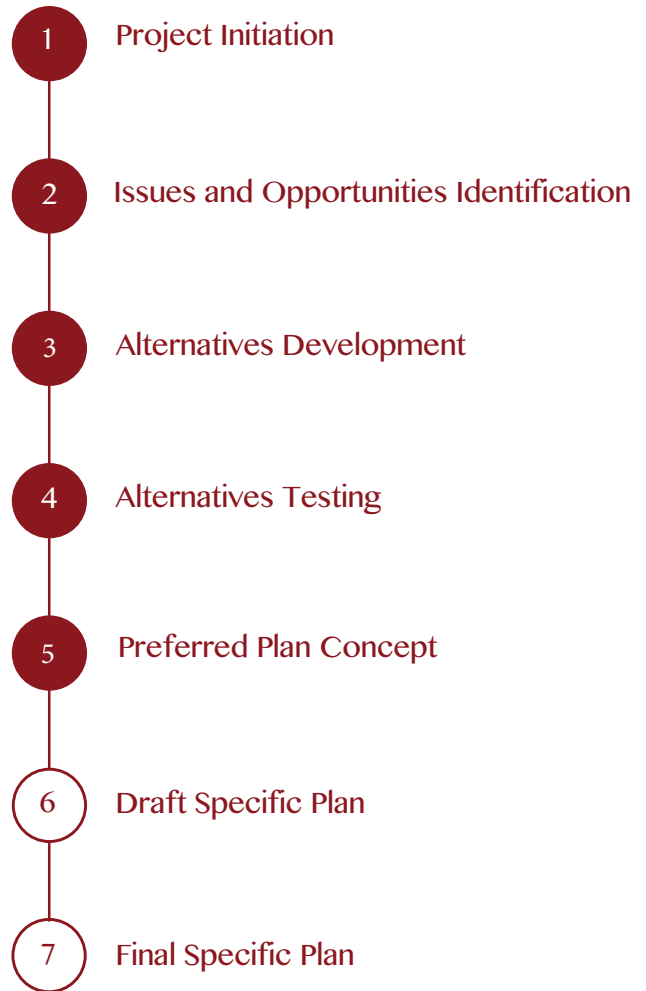 1 Project Initiation
2 Issues and Opportunities Identification
3 Alternatives Development
4 Alternatives Testing
5 Preferred Plan Concept
6 Draft Specific Plan
7 Final Specific Plan